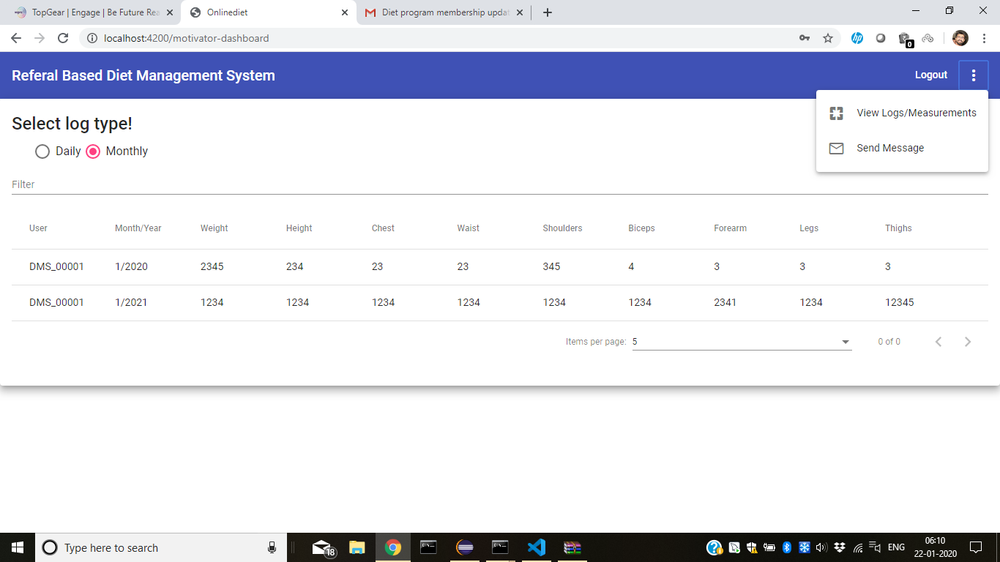 TopGear | Engage | Be Future Rea
Onlinediet
Diet program membership updat
localhost:4200/motivator-dashboard
0
Referal Based Diet Management System
Logout
View Logs/Measurements
Send Message
Select log type!
Daily Monthly
Filter
User Month/Year Weight Height Chest Waist Shoulders Biceps Forearm Legs Thighs
DMS_00001 1/2020 2345 234 23 23 345 4 3 3 3
DMS_00001 1/2021 1234 1234 1234 1234 1234 1234 2341 1234 12345
Items per page: 5 0 of 0
Type here to search
18
ENG
06:10
22-01-2020